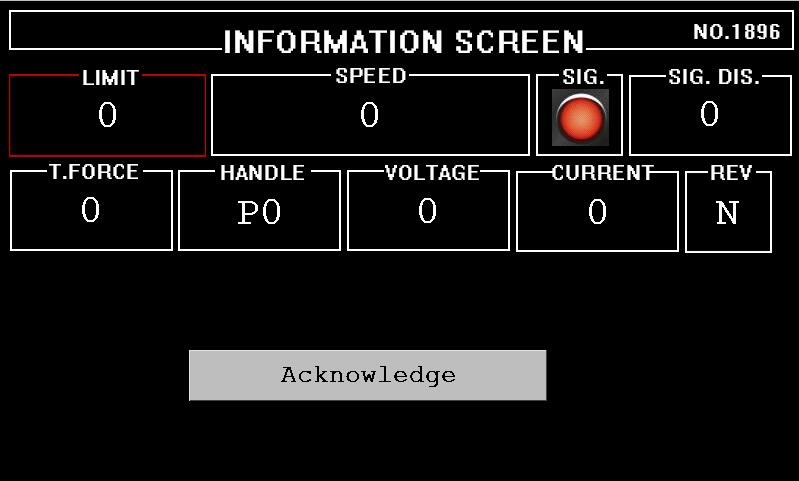 INFORMATION SCREEN
NO.1896
LIMIT
0
SPEED
0
SIG.
SIG. DIS.
0
T.FORCE
0
HANDLE
P0
VOLTAGE
0
CURRENT
0
REV
N
Acknowledge